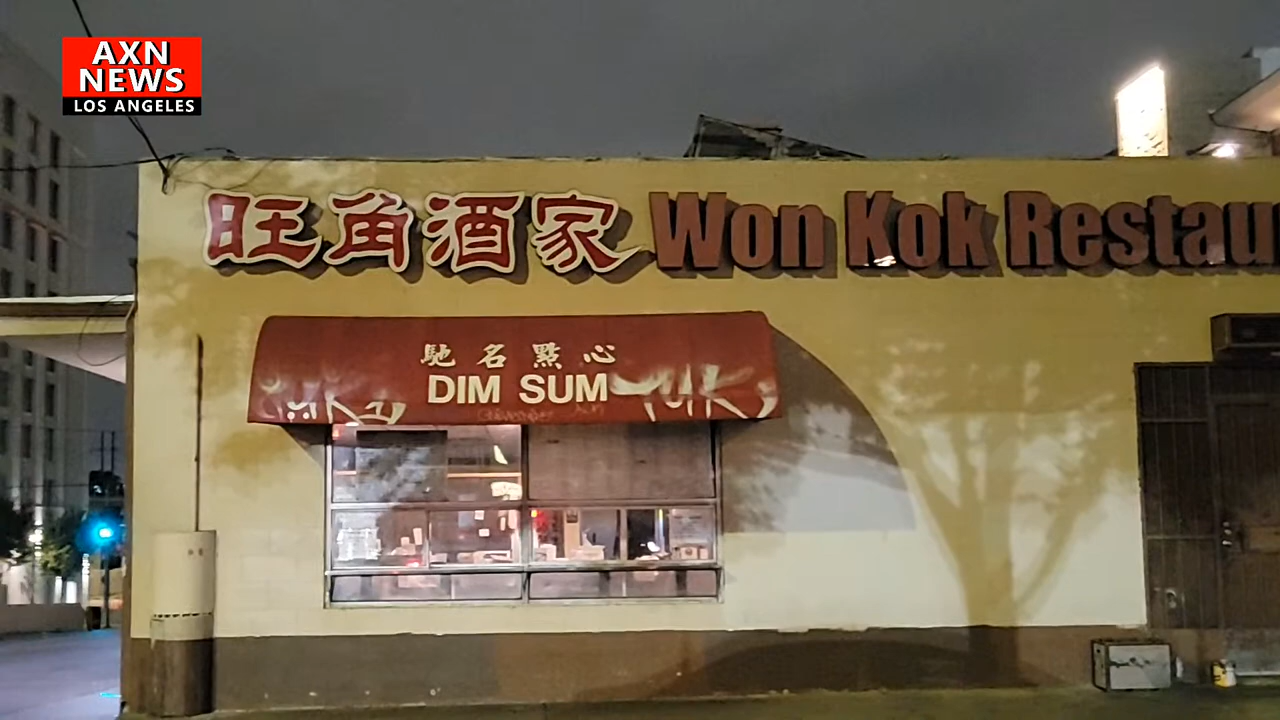 AXN
NEWS
LOS ANGELES
旺角酒家 Won Kok Restau
馳名點心
DIM SUM